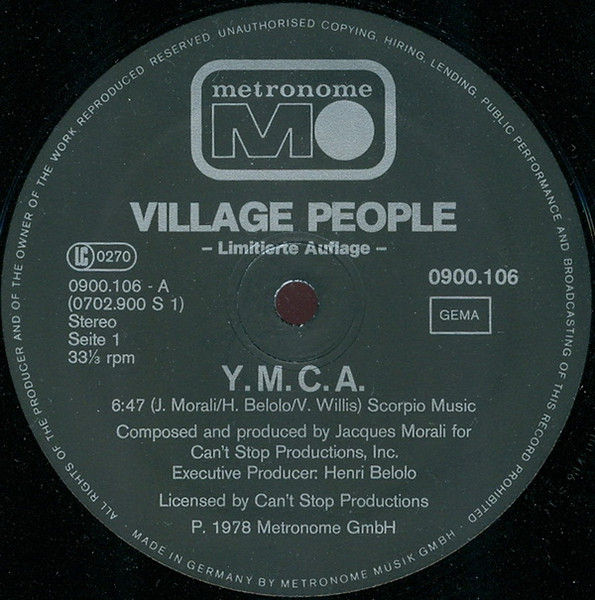 ALL RIGHTS OF THE PRODUCER AND OF THE OWNER OF THE WORK REPRODUCED RESERVED. UNAUTHORISED COPYING, HIRING, LENDING, PUBLIC PERFORMANCE AND BROADCASTING OF THIS RECORD PROHIBITED
metronome
MO
VILLAGE PEOPLE
– Limitierte Auflage –
LC 0270
0900.106 - A
(0702.900 S 1)
Stereo
Seite 1
33⅓ rpm
0900.106
GEMA
Y.M.C.A.
6:47 (J. Morali/H. Belolo/V. Willis) Scorpio Music
Composed and produced by Jacques Morali for
Can't Stop Productions, Inc.
Executive Producer: Henri Belolo
Licensed by Can't Stop Productions
P. 1978 Metronome GmbH
· MADE IN GERMANY BY METRONOME MUSIK GMBH ·